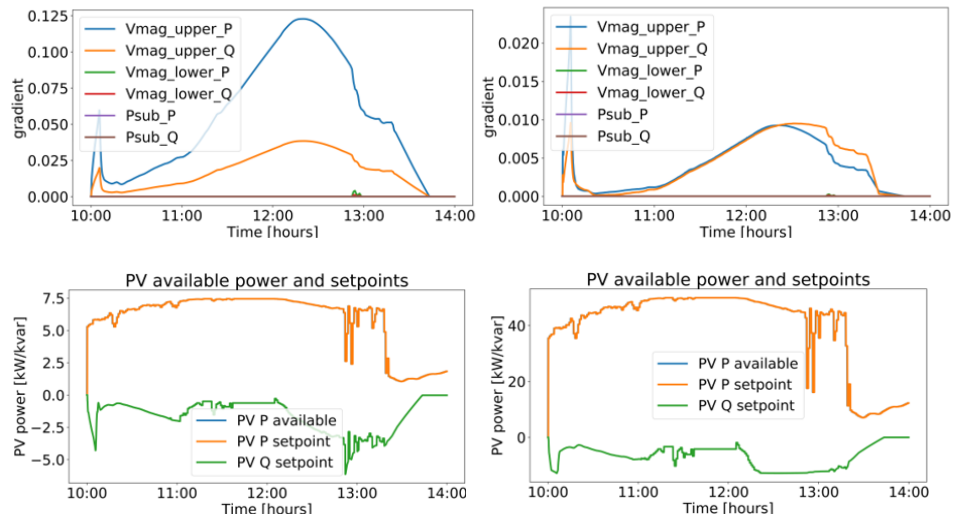 0.125
0.100
0.075
0.050
0.025
0.000
gradient
Vmag_upper_P
Vmag_upper_Q
Vmag_lower_P
Vmag_lower_Q
Psub_P
Psub_Q
10:00 11:00 12:00 13:00 14:00
Time [hours]
0.020
0.015
0.010
0.005
0.000
gradient
Vmag_upper_P
Vmag_upper_Q
Vmag_lower_P
Vmag_lower_Q
Psub_P
Psub_Q
10:00 11:00 12:00 13:00 14:00
Time [hours]
PV available power and setpoints
7.5
5.0
2.5
0.0
−2.5
−5.0
PV power [kW/kvar]
PV P available
PV P setpoint
PV Q setpoint
10:00 11:00 12:00 13:00 14:00
Time [hours]
PV available power and setpoints
40
20
0
PV power [kW/kvar]
PV P available
PV P setpoint
PV Q setpoint
10:00 11:00 12:00 13:00 14:00
Time [hours]